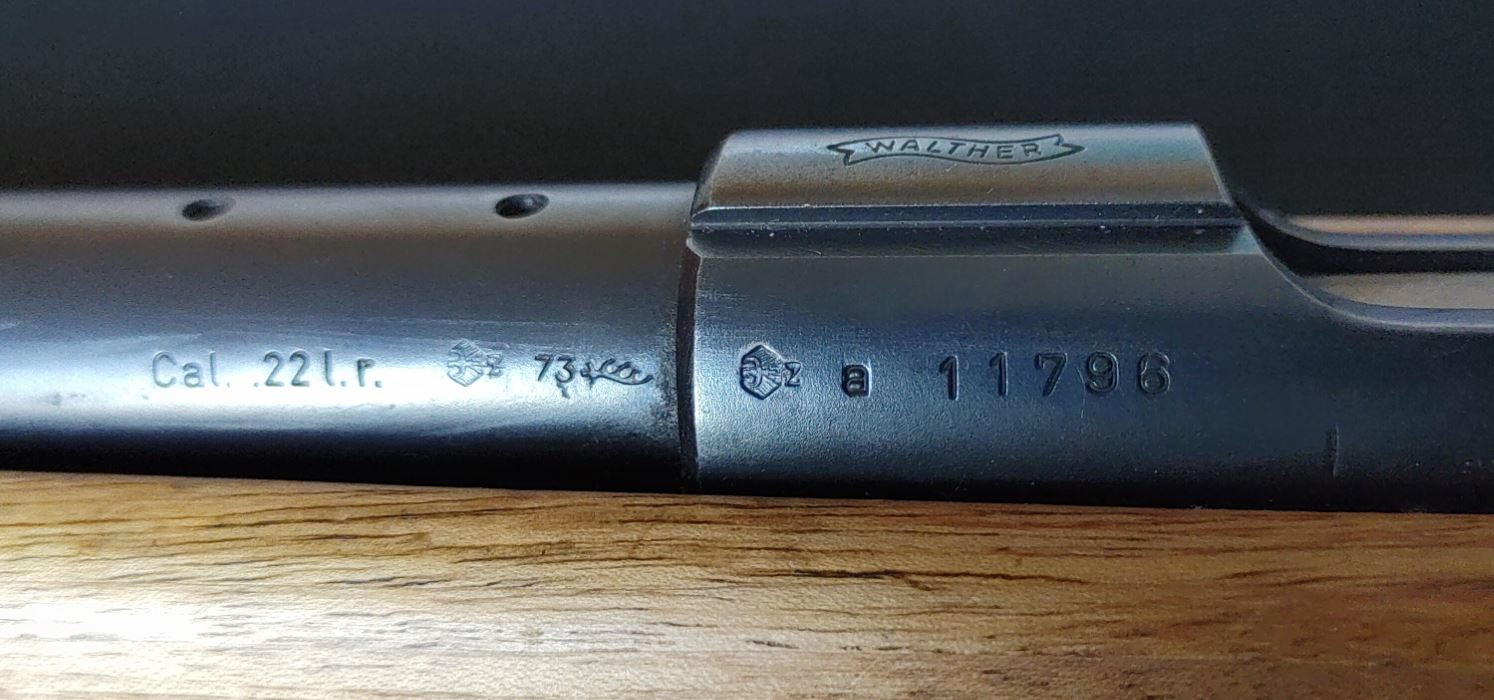 WALTHER
Cal. .22 l.r. 73
a 11796